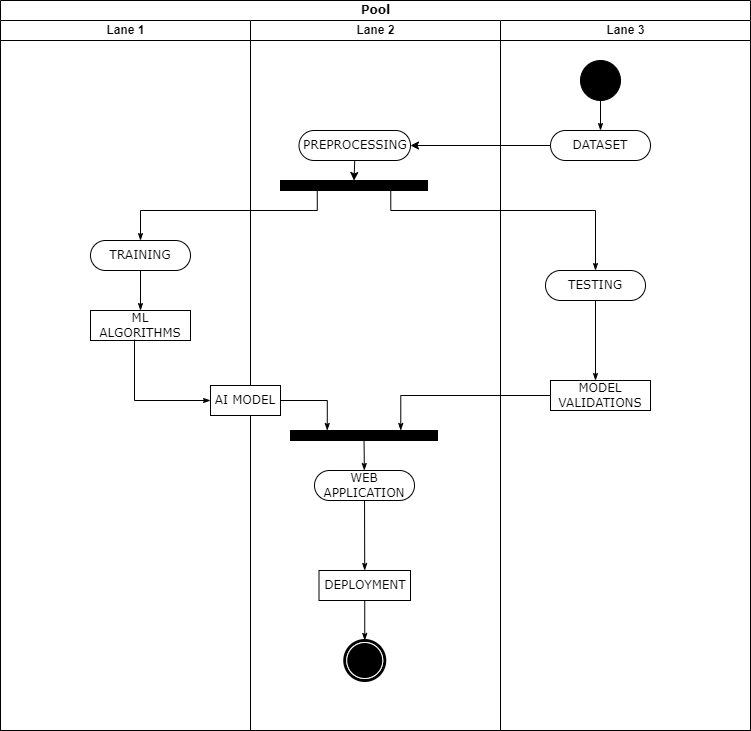 Pool
Lane 1
Lane 2
Lane 3
PREPROCESSING
DATASET
TRAINING
TESTING
ML
ALGORITHMS
AI MODEL
MODEL
VALIDATIONS
WEB
APPLICATION
DEPLOYMENT